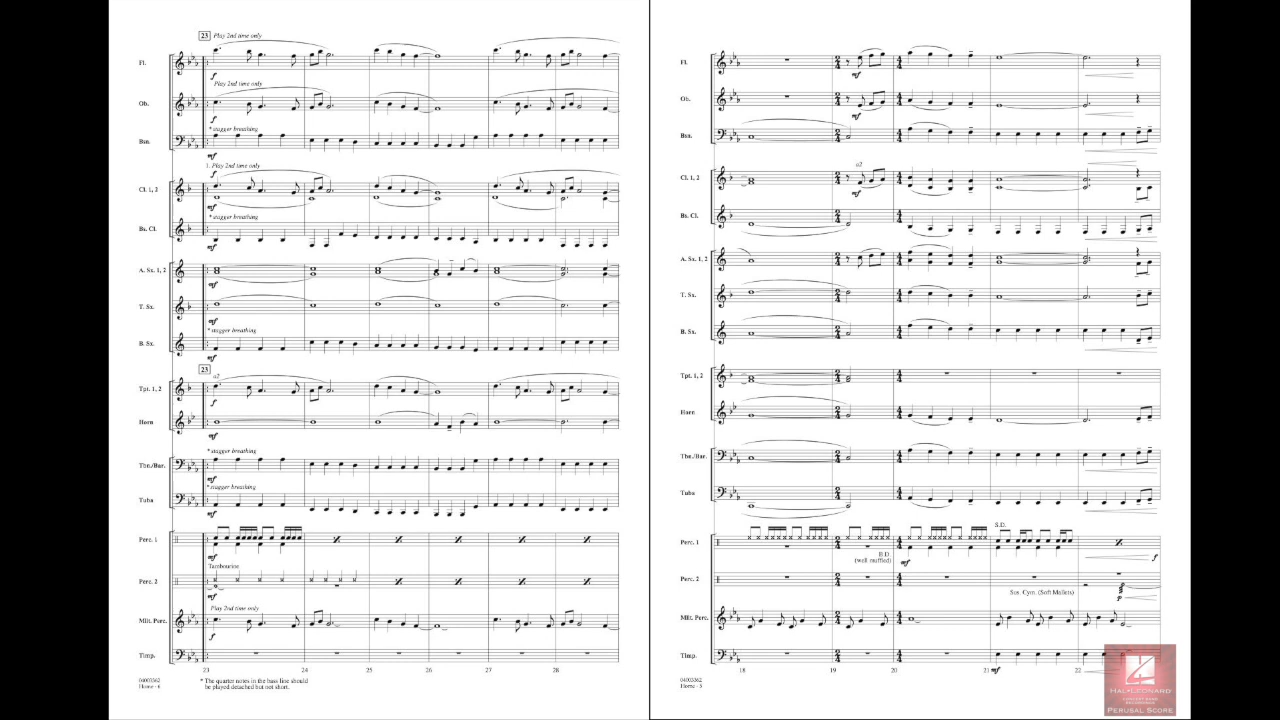 23 Play 2nd time only
Fl.
f
Play 2nd time only
Ob.
f
* stagger breathing
Bsn.
mf
1. Play 2nd time only
f
Cl. 1, 2
mf
* stagger breathing
Bs. Cl.
mf
A. Sx. 1, 2
mf
T. Sx.
mf
* stagger breathing
B. Sx.
mf
23
a2
Tpt. 1, 2
f
Horn
mf
* stagger breathing
Tbn./Bar.
mf
* stagger breathing
Tuba
mf
Perc. 1
mf
Tambourine
Perc. 2
mf
Play 2nd time only
Mlt. Perc.
f
Timp.
23 24 25 26 27 28
04003362
Home - 6
* The quarter notes in the bass line should
be played detached but not short.
Fl.
mf
Ob.
mf
Bsn.
a2
Cl. 1, 2
mf
Bs. Cl.
A. Sx. 1, 2
mf
T. Sx.
B. Sx.
Tpt. 1, 2
Horn
Tbn./Bar.
Tuba
S.D.
Perc. 1
B.D.
(well muffled)
mf
f
Perc. 2
Sus. Cym. (Soft Mallets)
p
Mlt. Perc.
Timp.
18 19 20 21 mf 22
04003362
Home - 5
HAL•LEONARD
PERUSAL SCORE